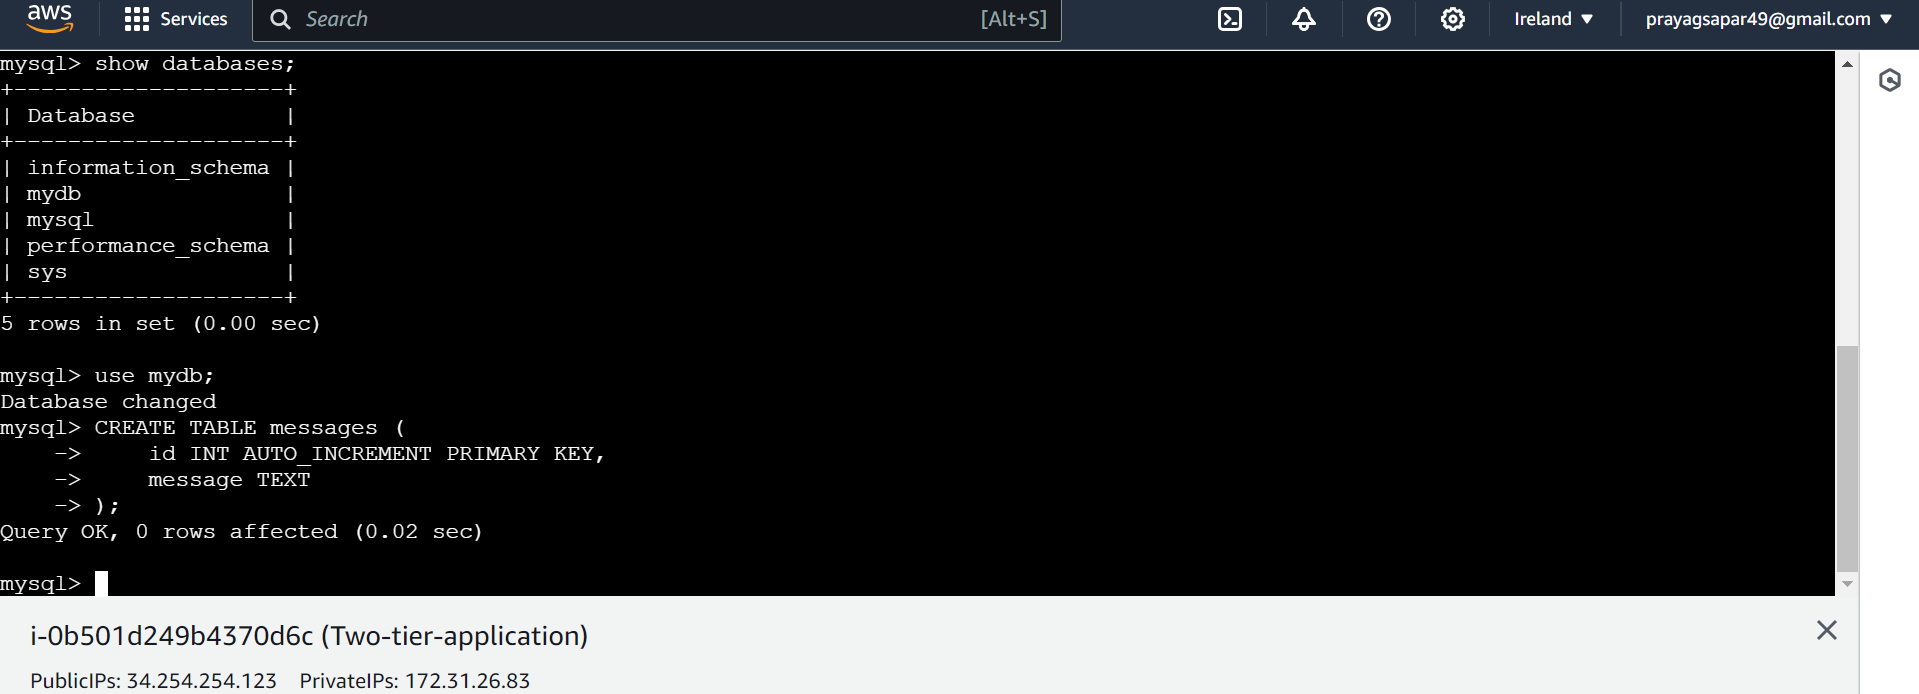 aws Services Search [Alt+S] Ireland ▼ prayagsapar49@gmail.com ▼
mysql> show databases;
+--------------------+
| Database           |
+--------------------+
| information_schema |
| mydb               |
| mysql              |
| performance_schema |
| sys                |
+--------------------+
5 rows in set (0.00 sec)
mysql> use mydb;
Database changed
mysql> CREATE TABLE messages (
    ->     id INT AUTO_INCREMENT PRIMARY KEY,
    ->     message TEXT
    -> );
Query OK, 0 rows affected (0.02 sec)
mysql>
i-0b501d249b4370d6c (Two-tier-application)
PublicIPs: 34.254.254.123 PrivateIPs: 172.31.26.83